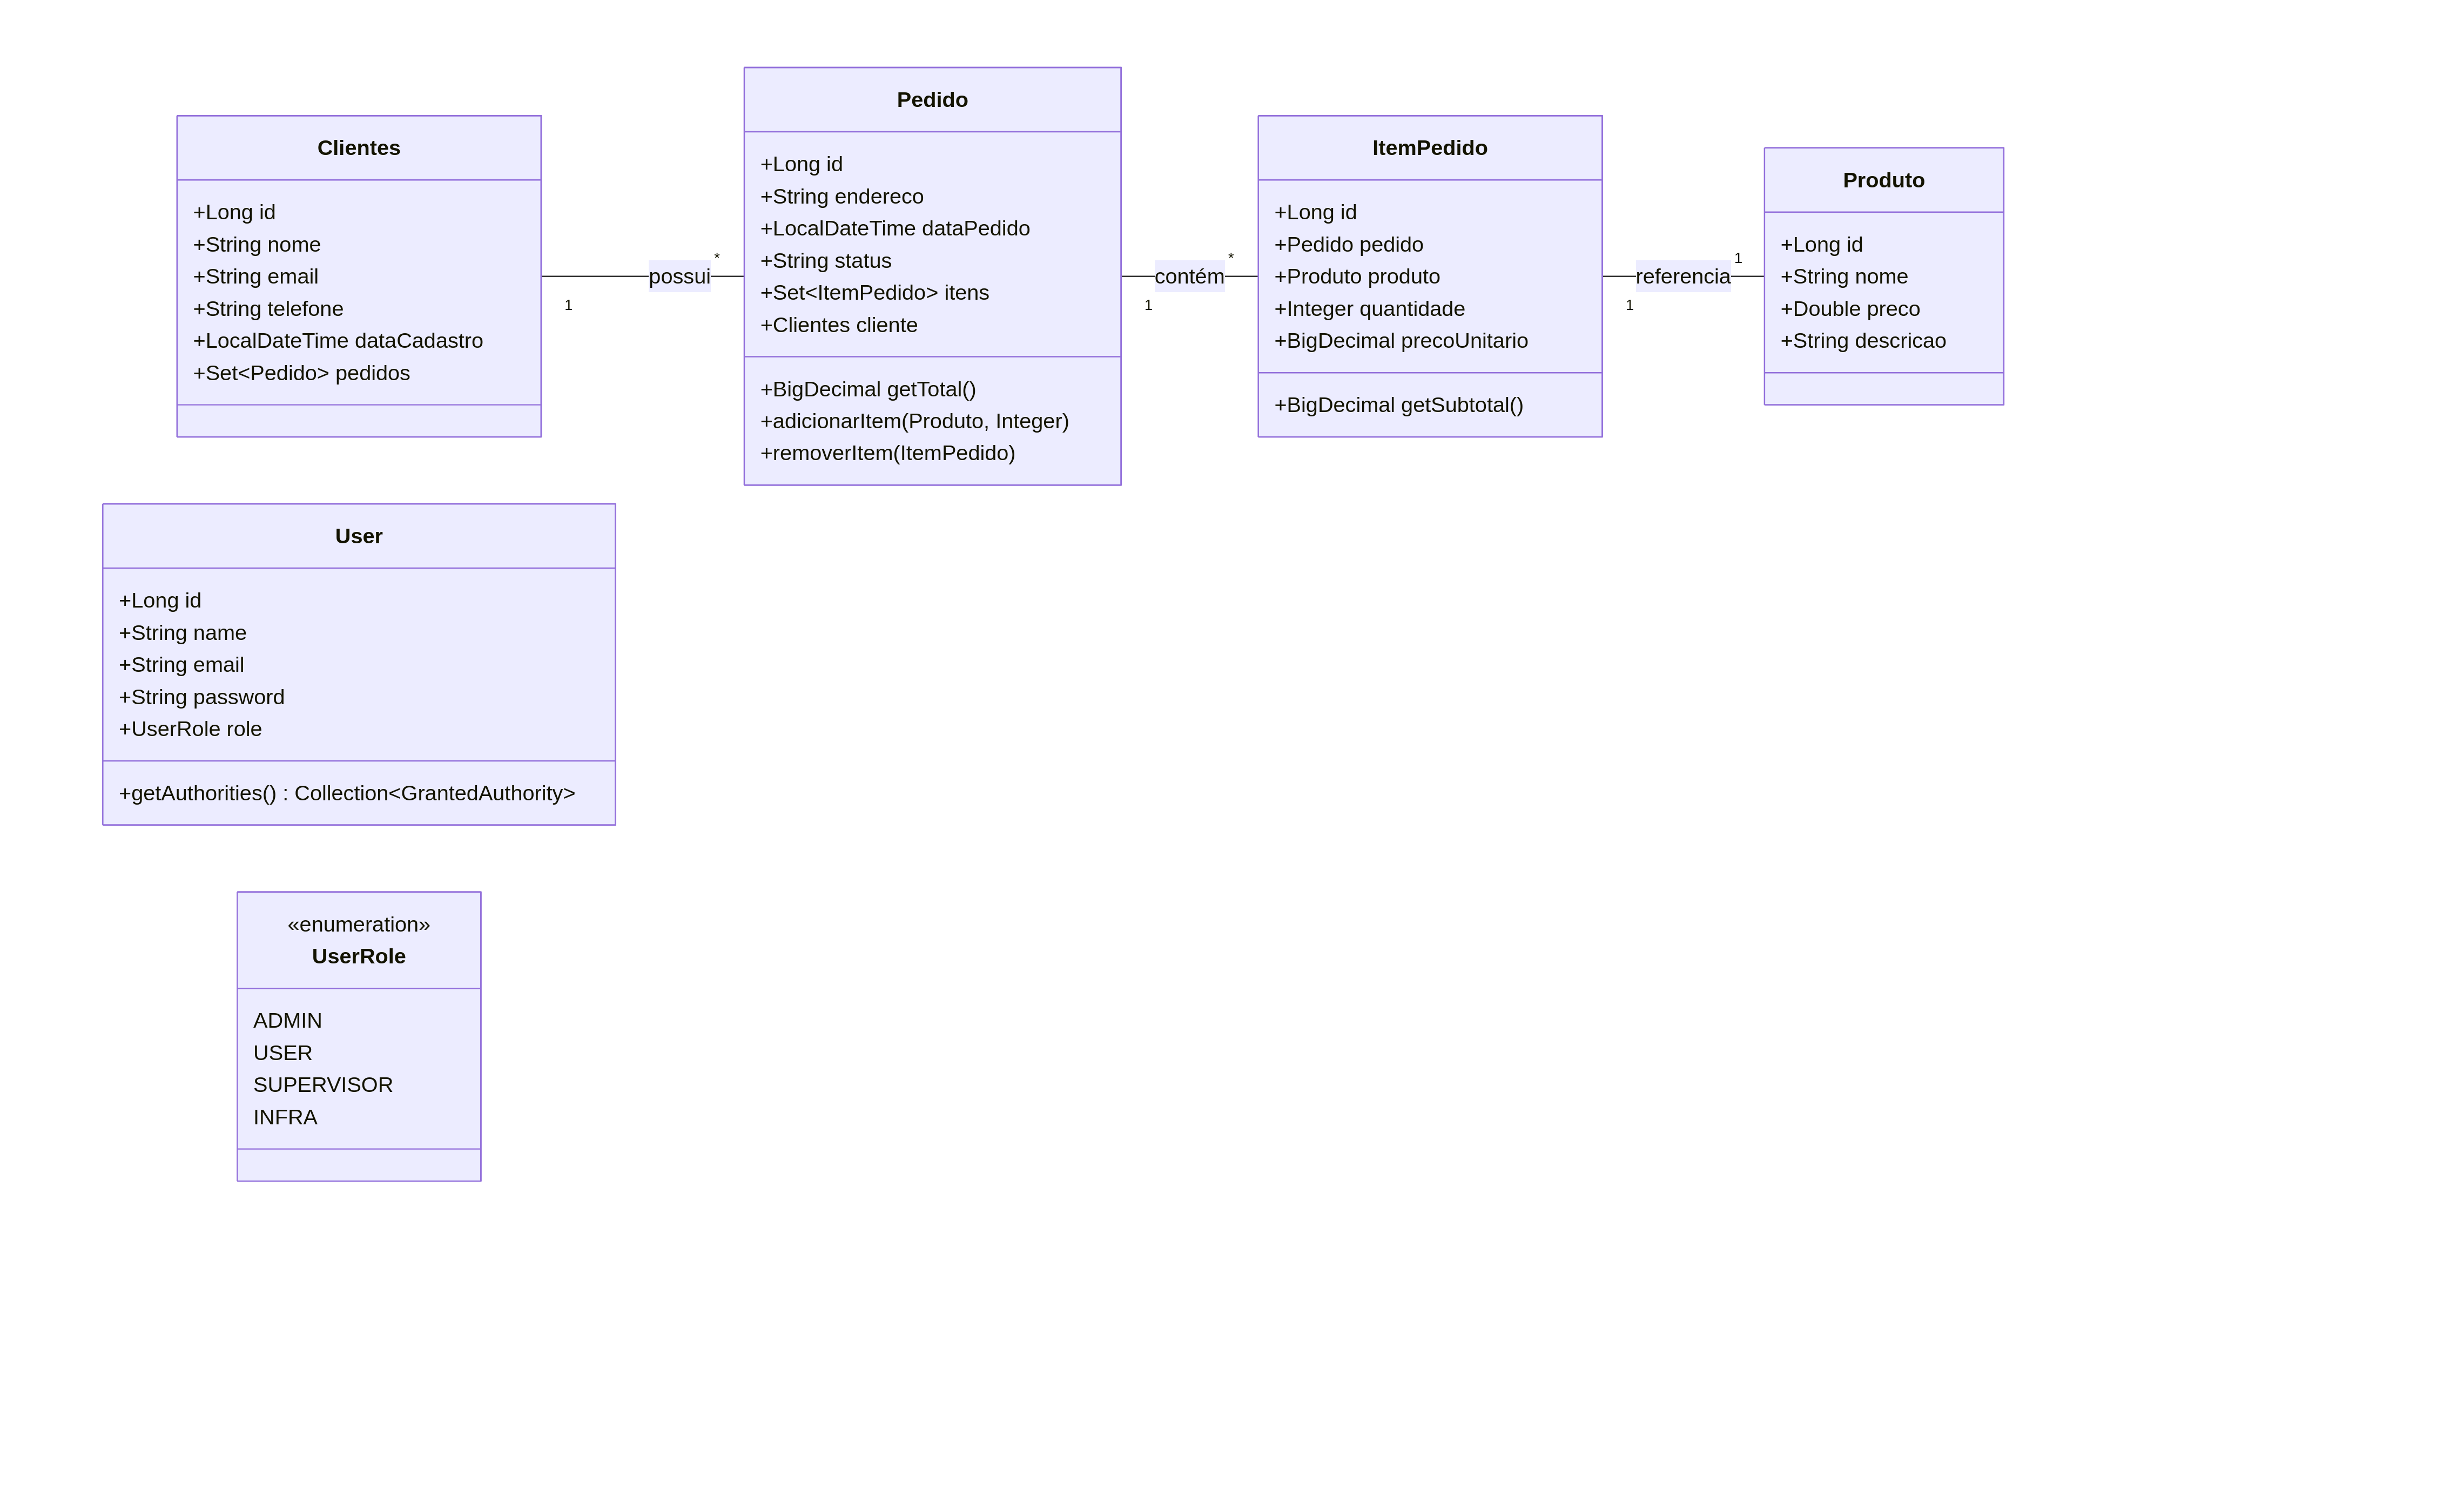 Clientes
+Long id
+String nome
+String email
+String telefone
+LocalDateTime dataCadastro
+Set<Pedido> pedidos
1
possui
*
Pedido
+Long id
+String endereco
+LocalDateTime dataPedido
+String status
+Set<ItemPedido> itens
+Clientes cliente
+BigDecimal getTotal()
+adicionarItem(Produto, Integer)
+removerItem(ItemPedido)
1
contém
*
ItemPedido
+Long id
+Pedido pedido
+Produto produto
+Integer quantidade
+BigDecimal precoUnitario
+BigDecimal getSubtotal()
1
referencia
1
Produto
+Long id
+String nome
+Double preco
+String descricao
User
+Long id
+String name
+String email
+String password
+UserRole role
+getAuthorities() : Collection<GrantedAuthority>
«enumeration»
UserRole
ADMIN
USER
SUPERVISOR
INFRA